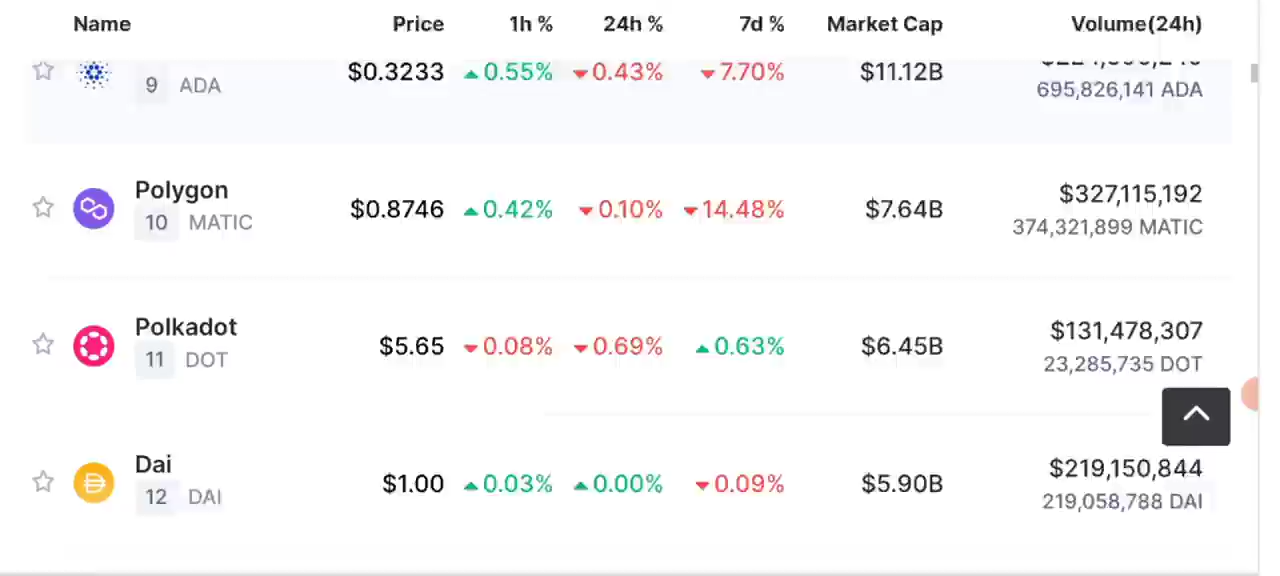 Name Price 1h % 24h % 7d % Market Cap Volume(24h)
$0.3233 0.55% 0.43% 7.70% $11.12B
9 ADA 695,826,141 ADA
Polygon $327,115,192
$0.8746 0.42% 0.10% 14.48% $7.64B
10 MATIC 374,321,899 MATIC
Polkadot $131,478,307
$5.65 0.08% 0.69% 0.63% $6.45B
11 DOT 23,285,735 DOT
Dai $219,150,844
$1.00 0.03% 0.00% 0.09% $5.90B
12 DAI 219,058,788 DAI